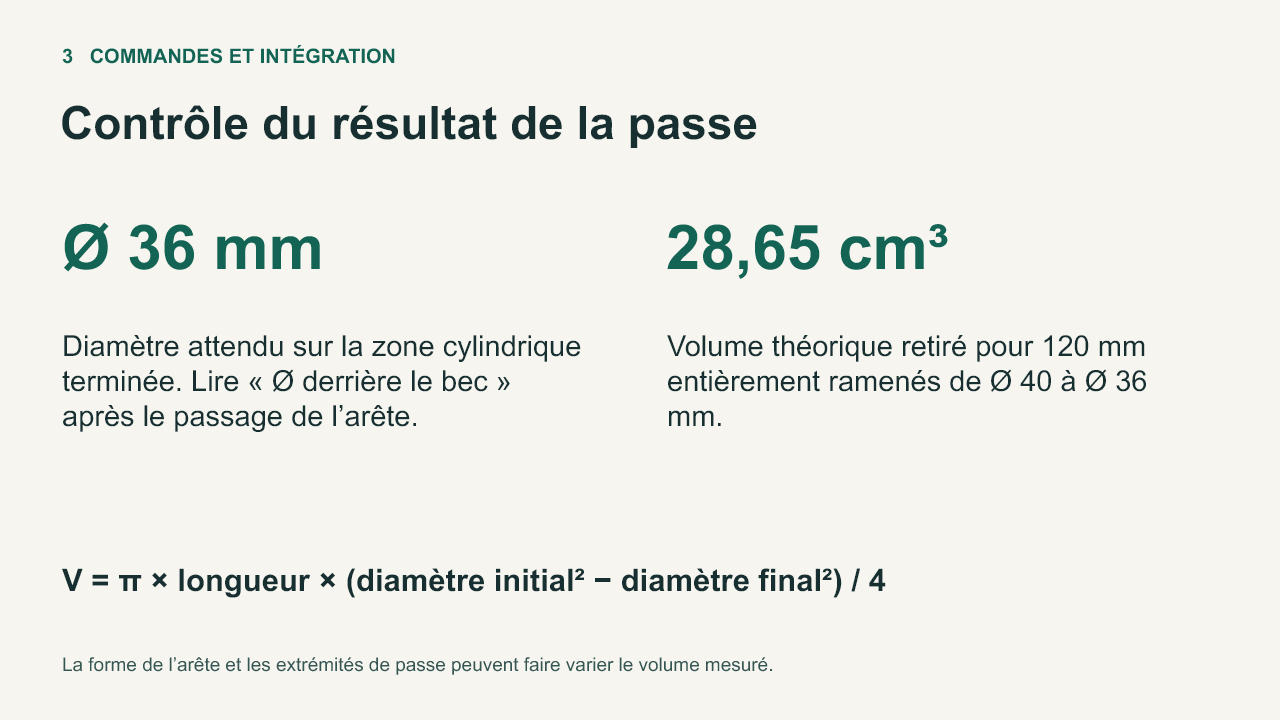 3 COMMANDES ET INTÉGRATION
Contrôle du résultat de la passe
Ø 36 mm
Diamètre attendu sur la zone cylindrique
terminée. Lire « Ø derrière le bec »
après le passage de l’arête.
28,65 cm³
Volume théorique retiré pour 120 mm
entièrement ramenés de Ø 40 à Ø 36
mm.
V = π × longueur × (diamètre initial² − diamètre final²) / 4
La forme de l’arête et les extrémités de passe peuvent faire varier le volume mesuré.